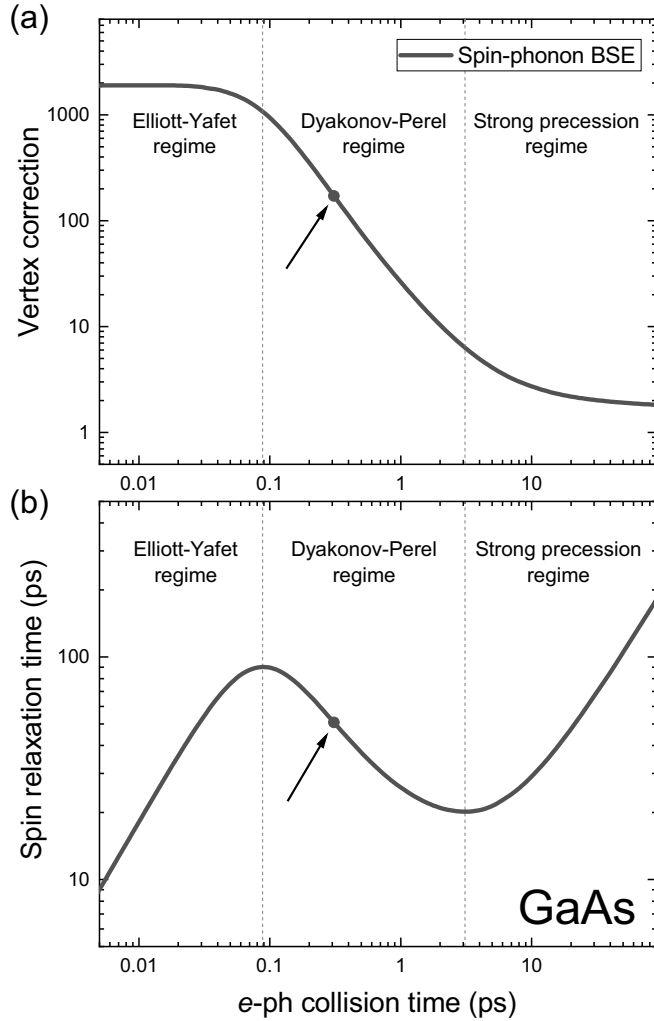 (a)
Spin-phonon BSE
1000
100
10
1
Vertex correction
Elliott-Yafet
regime
Dyakonov-Perel
regime
Strong precession
regime
0.01
0.1
1
10
(b)
100
10
Spin relaxation time (ps)
Elliott-Yafet
regime
Dyakonov-Perel
regime
Strong precession
regime
GaAs
0.01
0.1
1
10
e-ph collision time (ps)